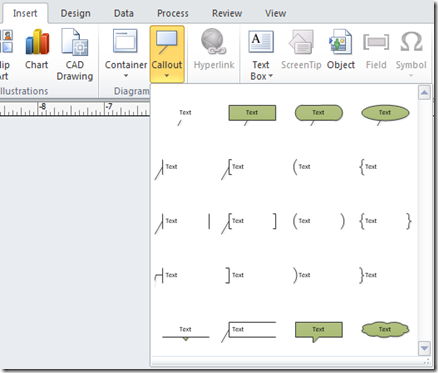 Insert Design Data Process Review View
lip Chart CAD Container Callout Hyperlink Text ScreenTip Object Field Symbol
Art Drawing Box
llustrations Diagram
-8 -7
Text Text Text Text
Text Text Text Text
Text Text Text Text
Text Text Text Text
Text Text Text Text